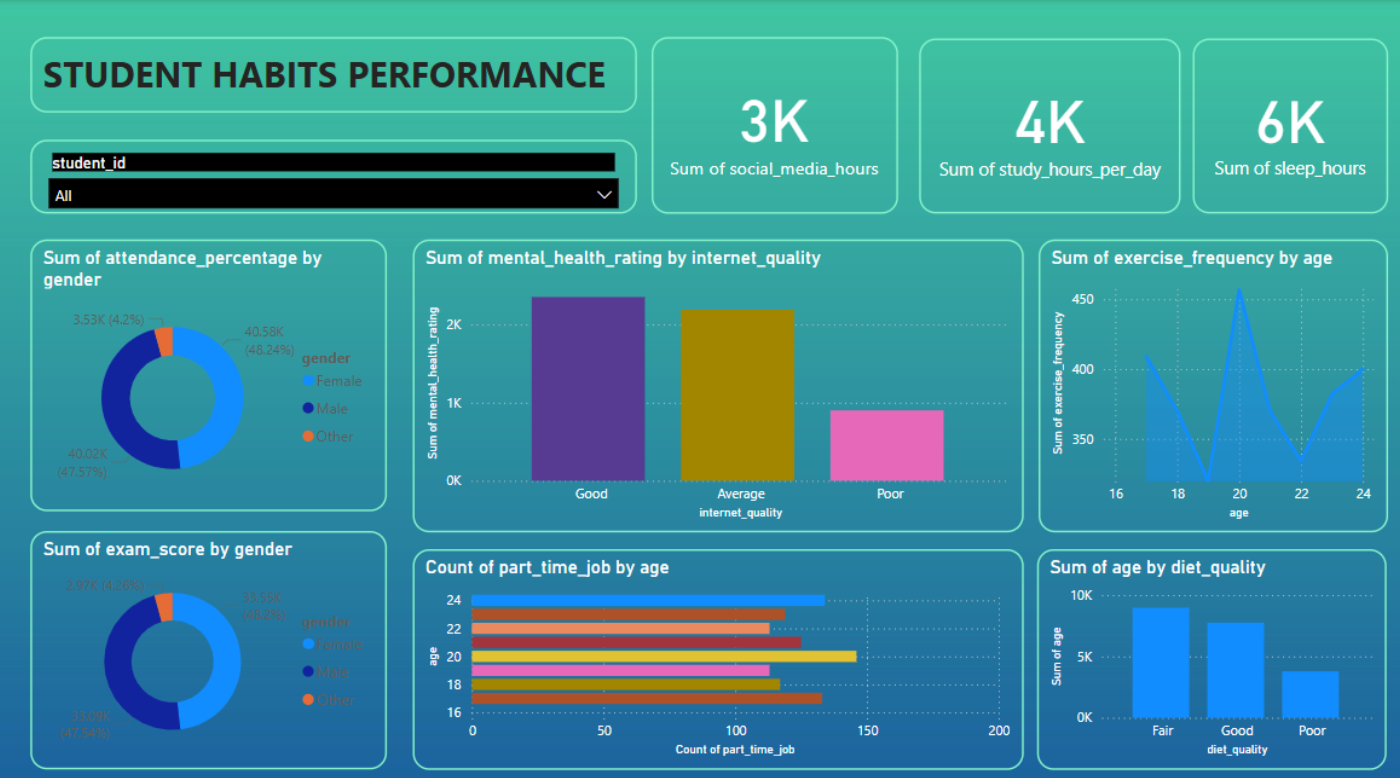 STUDENT HABITS PERFORMANCE
student_id
All
3K
Sum of social_media_hours
4K
Sum of study_hours_per_day
6K
Sum of sleep_hours
Sum of attendance_percentage by
gender
3.53K (4.2%)
40.58K
(48.24%)
40.02K
(47.57%)
gender
Female
Male
Other
Sum of mental_health_rating by internet_quality
Sum of mental_health_rating
2K
1K
0K
Good Average Poor
internet_quality
Sum of exercise_frequency by age
Sum of exercise_frequency
450
400
350
16 18 20 22 24
age
Sum of exam_score by gender
2.97K (4.26%)
33.09K
(47.54%)
gender
Female
Male
Other
Count of part_time_job by age
age
24
22
20
18
16
0 50 100 150 200
Count of part_time_job
Sum of age by diet_quality
Sum of age
10K
5K
0K
Fair Good Poor
diet_quality